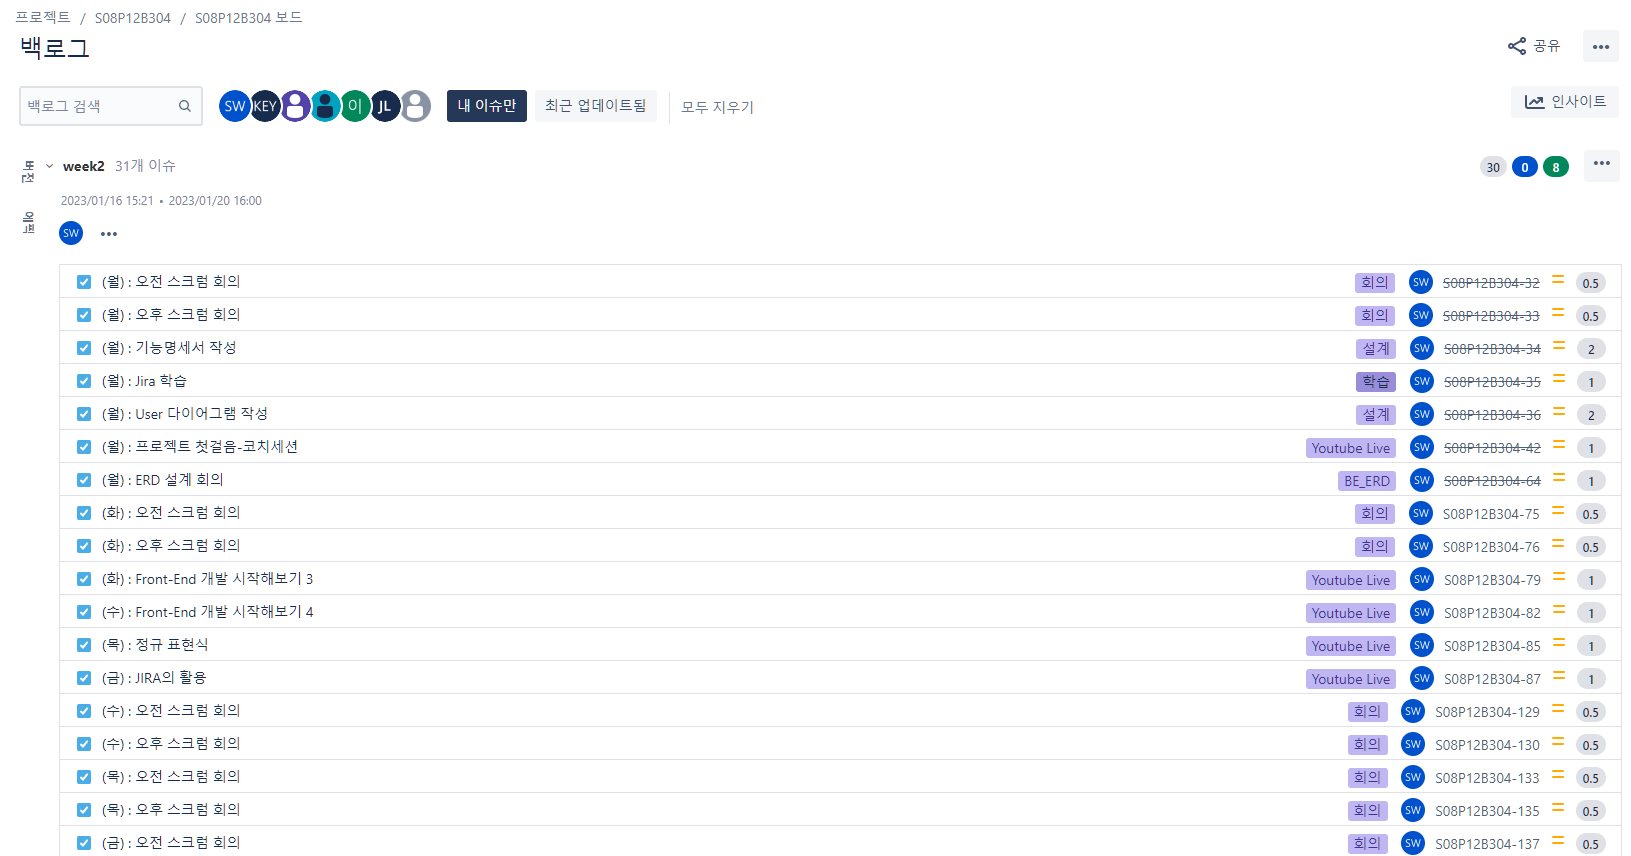 프로젝트 / S08P12B304 / S08P12B304 보드
백로그
공유
백로그 검색
SW KEY 이 JL
내 이슈만 최근 업데이트됨 모두 지우기
인사이트
버전
에픽
week2 31개 이슈
30 0 8
2023/01/16 15:21 • 2023/01/20 16:00
SW
(월) : 오전 스크럼 회의 회의 SW S08P12B304-32 0.5
(월) : 오후 스크럼 회의 회의 SW S08P12B304-33 0.5
(월) : 기능명세서 작성 설계 SW S08P12B304-34 2
(월) : Jira 학습 학습 SW S08P12B304-35 1
(월) : User 다이어그램 작성 설계 SW S08P12B304-36 2
(월) : 프로젝트 첫걸음-코치세션 Youtube Live SW S08P12B304-42 1
(월) : ERD 설계 회의 BE_ERD SW S08P12B304-64 1
(화) : 오전 스크럼 회의 회의 SW S08P12B304-75 0.5
(화) : 오후 스크럼 회의 회의 SW S08P12B304-76 0.5
(화) : Front-End 개발 시작해보기 3 Youtube Live SW S08P12B304-79 1
(수) : Front-End 개발 시작해보기 4 Youtube Live SW S08P12B304-82 1
(목) : 정규 표현식 Youtube Live SW S08P12B304-85 1
(금) : JIRA의 활용 Youtube Live SW S08P12B304-87 1
(수) : 오전 스크럼 회의 회의 SW S08P12B304-129 0.5
(수) : 오후 스크럼 회의 회의 SW S08P12B304-130 0.5
(목) : 오전 스크럼 회의 회의 SW S08P12B304-133 0.5
(목) : 오후 스크럼 회의 회의 SW S08P12B304-135 0.5
(금) : 오전 스크럼 회의 회의 SW S08P12B304-137 0.5